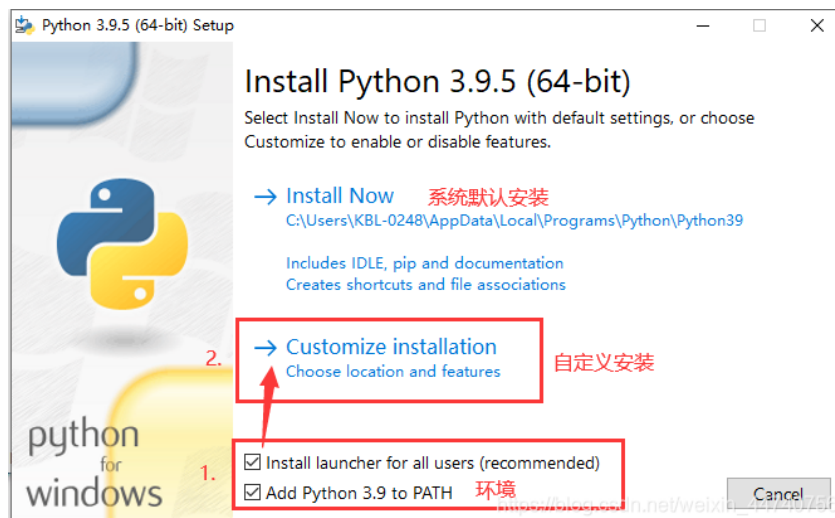 Python 3.9.5 (64-bit) Setup
Install Python 3.9.5 (64-bit)
Select Install Now to install Python with default settings, or choose
Customize to enable or disable features.
Install Now 系统默认安装
C:\Users\KBL-0248\AppData\Local\Programs\Python\Python39
Includes IDLE, pip and documentation
Creates shortcuts and file associations
2. Customize installation 自定义安装
Choose location and features
1. Install launcher for all users (recommended)
Add Python 3.9 to PATH 环境
python
for
windows
Cancel